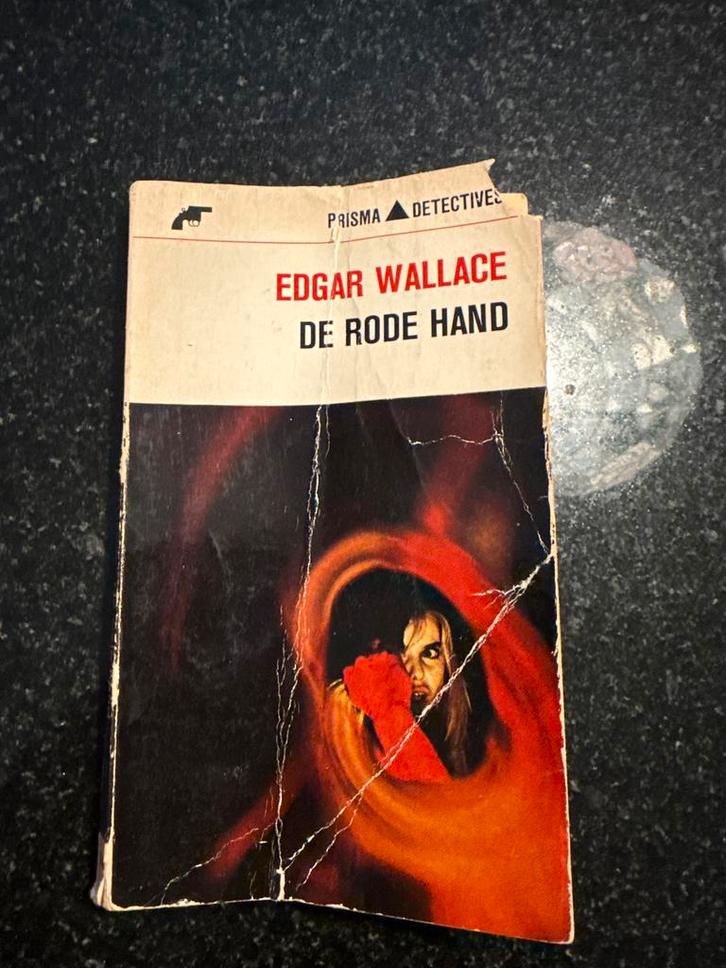 PRISMA DETECTIVES
EDGAR WALLACE
DE RODE HAND